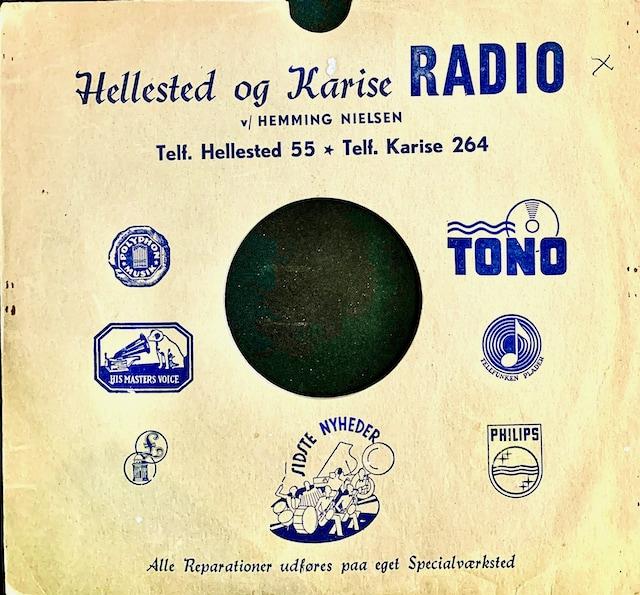 Hellested og Karise RADIO
v/ HEMMING NIELSEN
Telf. Hellested 55 ★ Telf. Karise 264
POLYPHON
MUSIK
TONO
HIS MASTERS VOICE
TELEFUNKEN PLADER
SIDSTE NYHEDER
PHILIPS
Alle Reparationer udføres paa eget Specialværksted